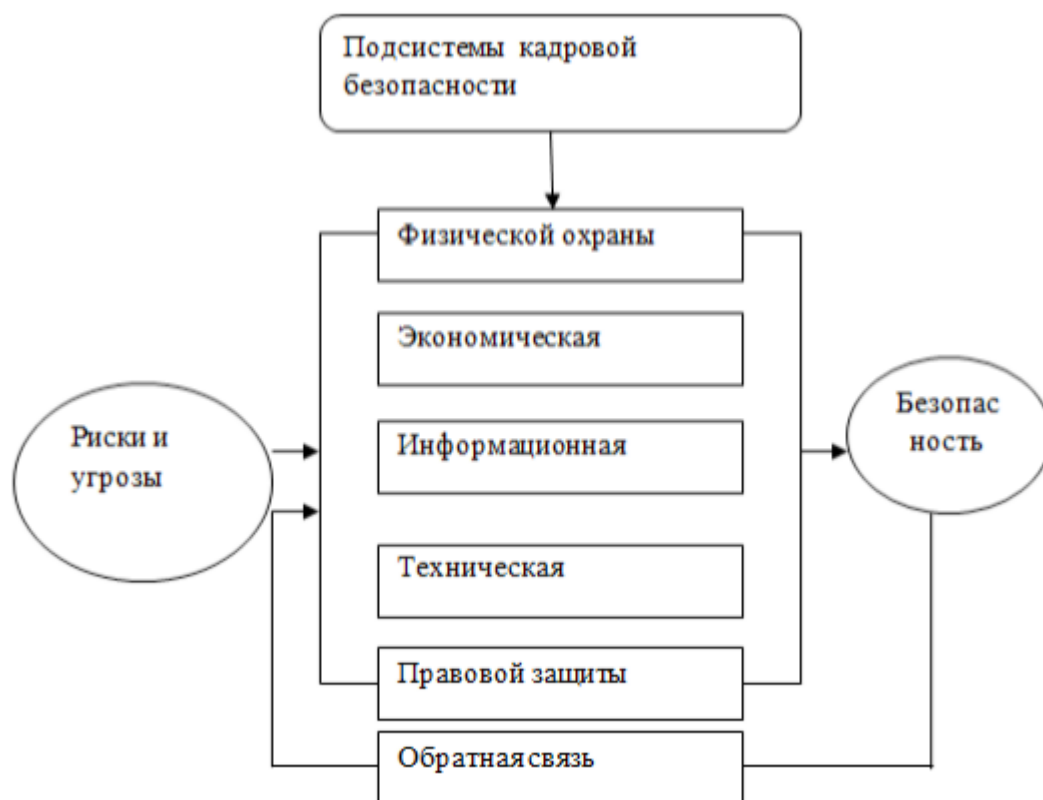 Подсистемы кадровой
безопасности
Физической охраны
Экономическая
Риски и
угрозы
Информационная
Безопас
ность
Техническая
Правовой защиты
Обратная связь